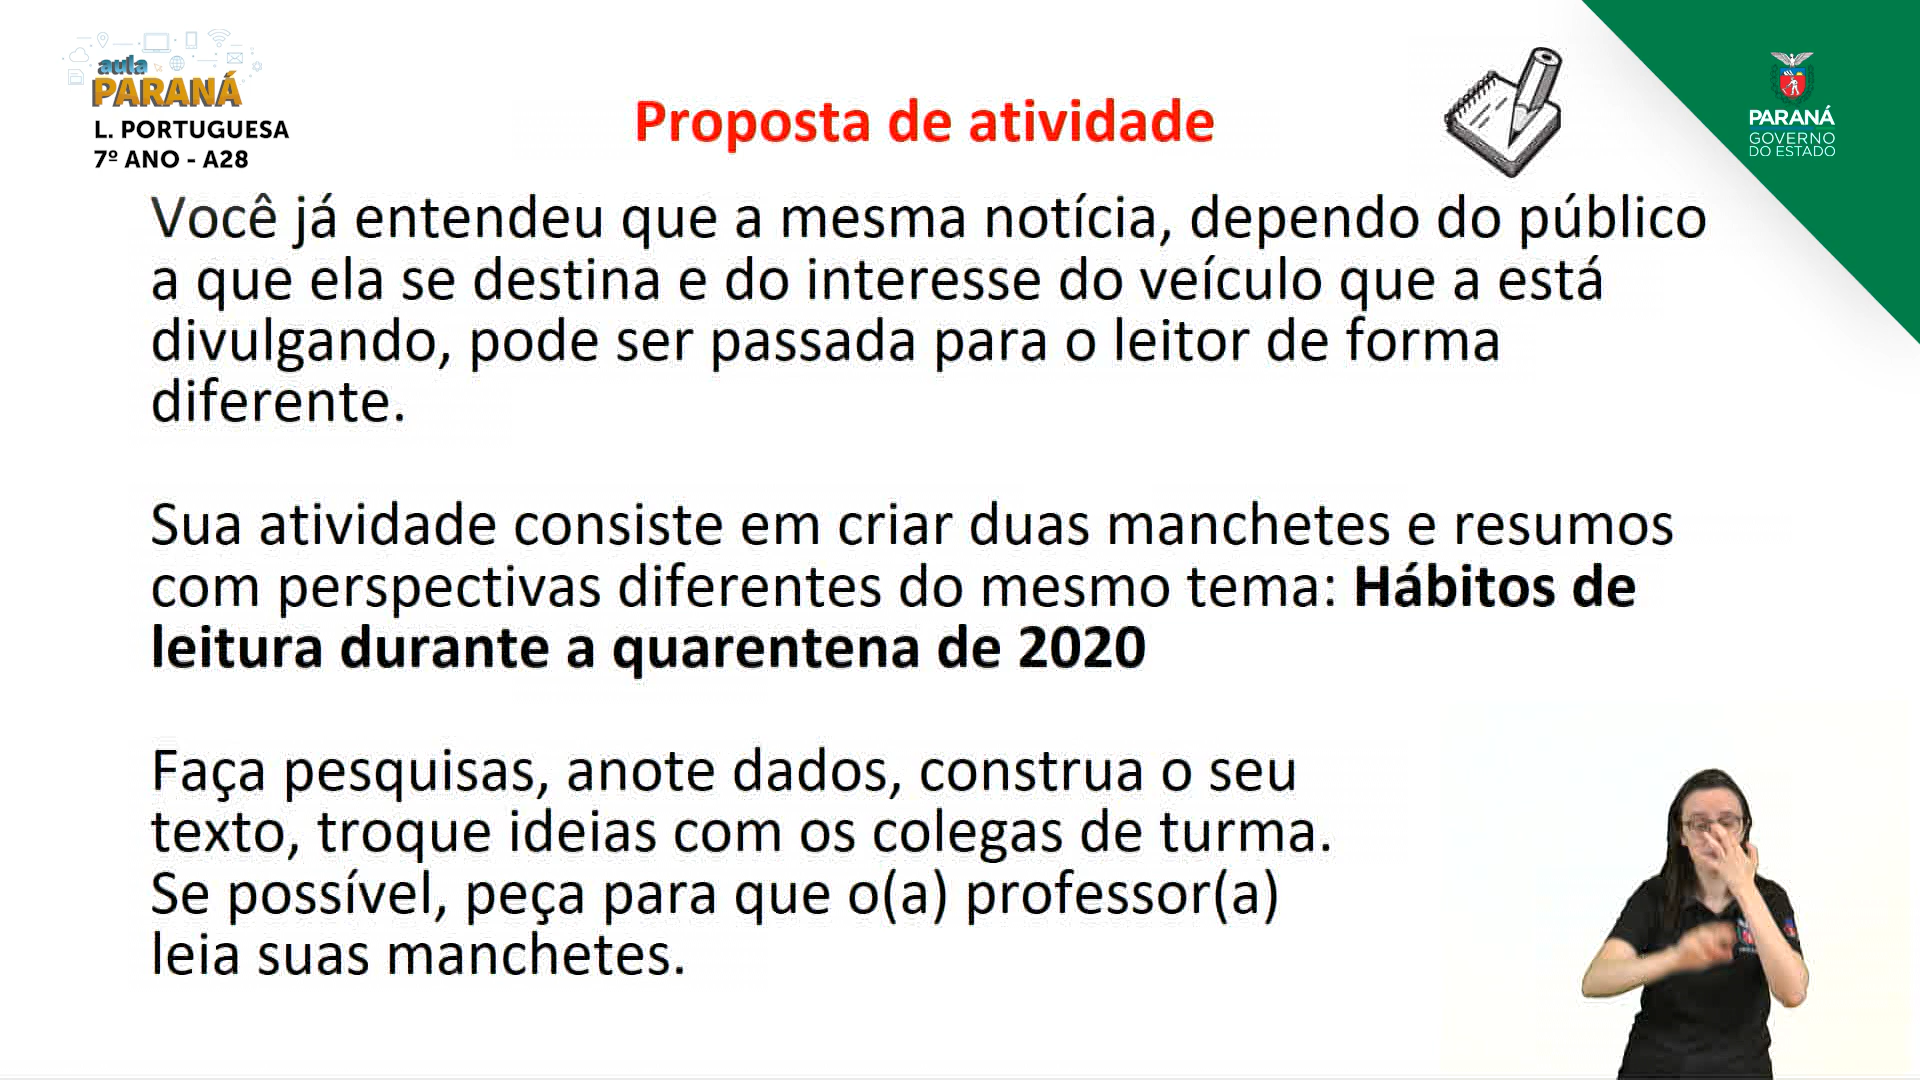 aula
PARANÁ
L. PORTUGUESA
7º ANO - A28
Proposta de atividade
PARANÁ
GOVERNO
DO ESTADO
Você já entendeu que a mesma notícia, dependo do público
a que ela se destina e do interesse do veículo que a está
divulgando, pode ser passada para o leitor de forma
diferente.
Sua atividade consiste em criar duas manchetes e resumos
com perspectivas diferentes do mesmo tema: Hábitos de
leitura durante a quarentena de 2020
Faça pesquisas, anote dados, construa o seu
texto, troque ideias com os colegas de turma.
Se possível, peça para que o(a) professor(a)
leia suas manchetes.